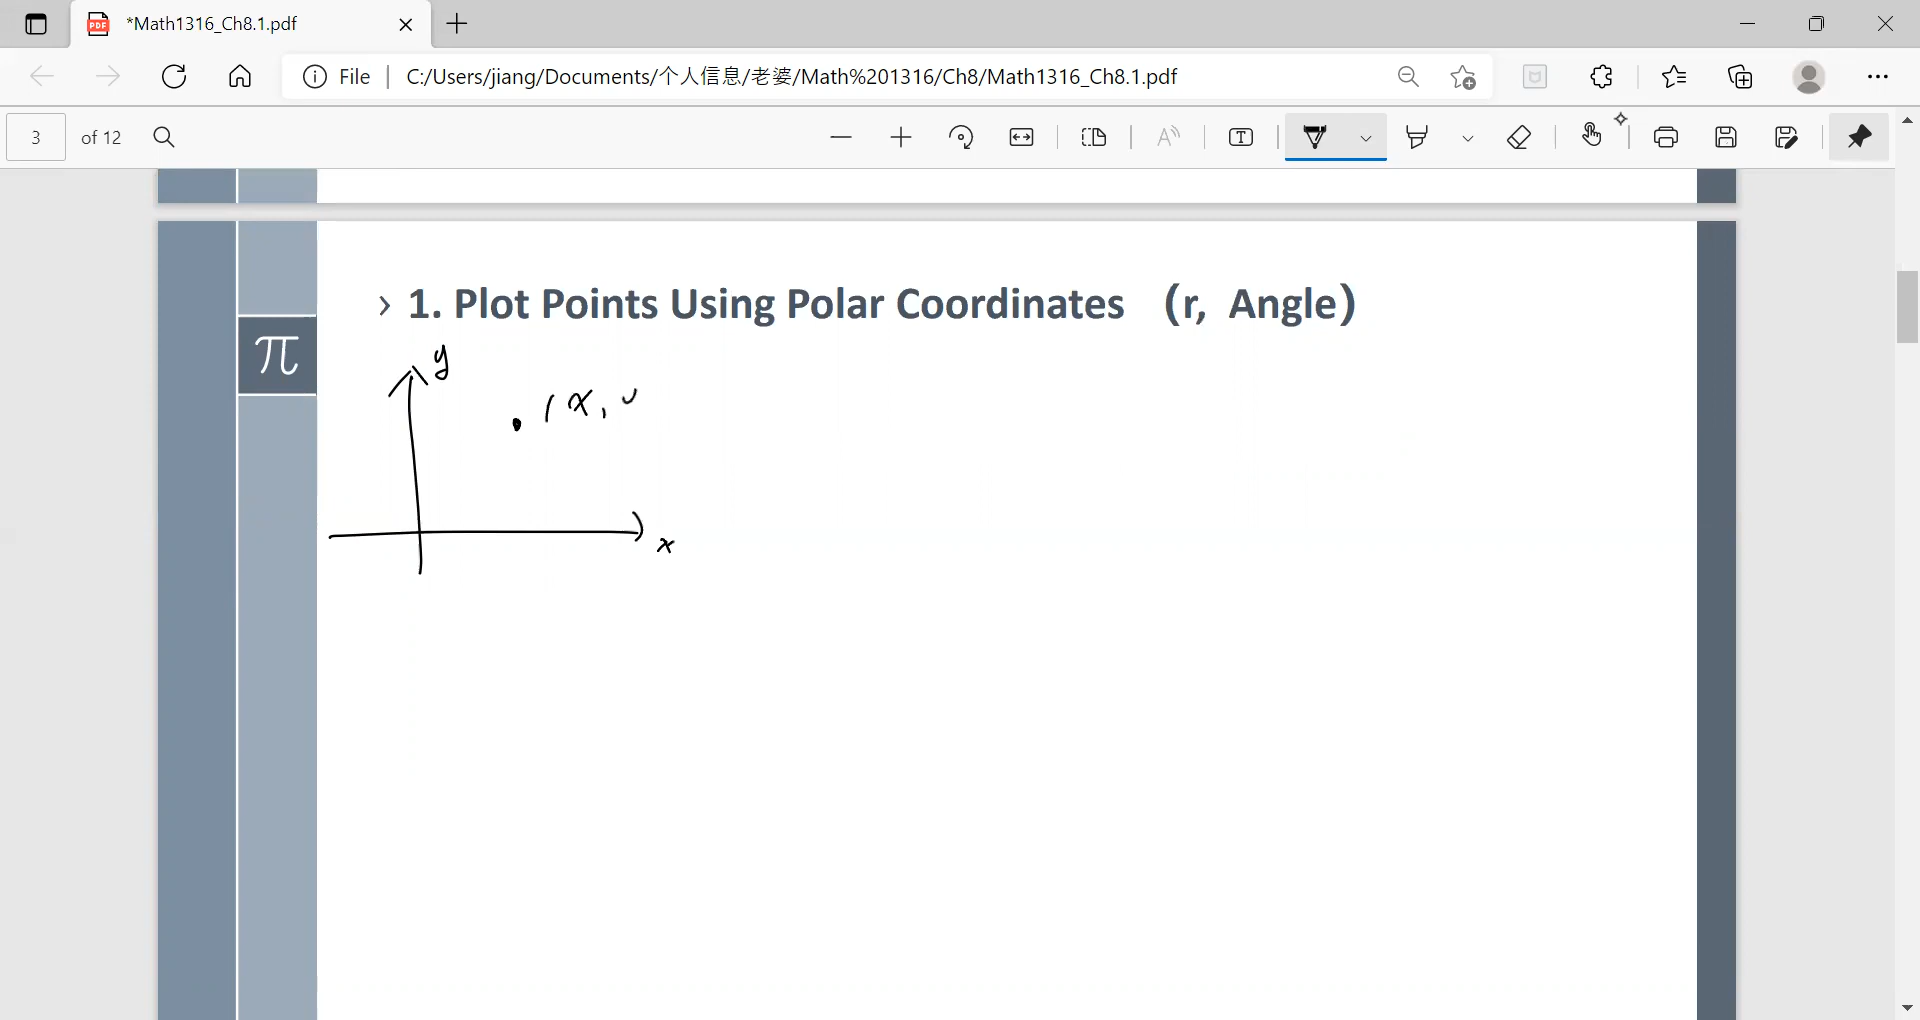 *Math1316_Ch8.1.pdf
File C:/Users/jiang/Documents/个人信息/老婆/Math%201316/Ch8/Math1316_Ch8.1.pdf
3 of 12
› 1. Plot Points Using Polar Coordinates (r, Angle)
π
y
(x,
x